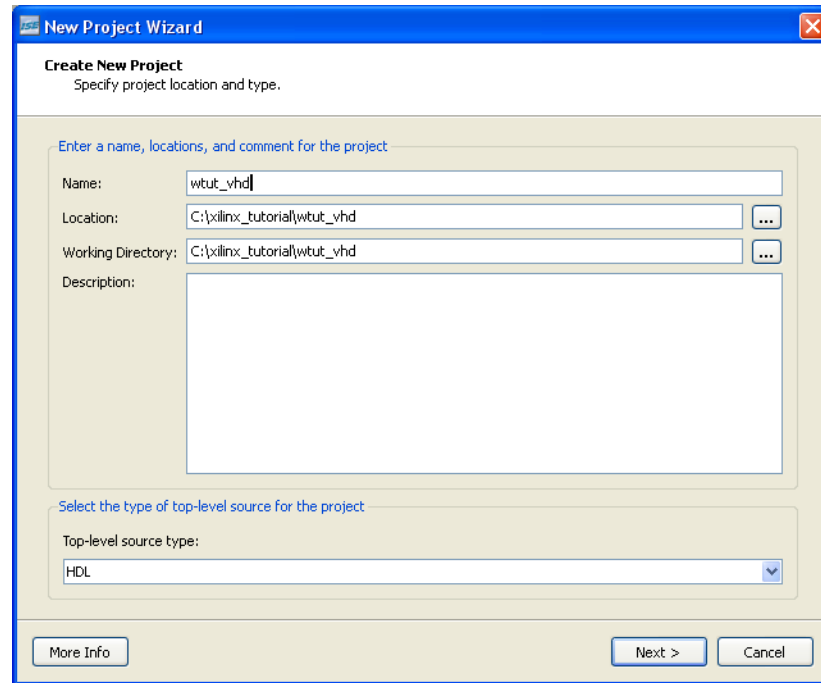 ISE New Project Wizard
Create New Project
Specify project location and type.
Enter a name, locations, and comment for the project
Name: wtut_vhd
Location: C:\xilinx_tutorial\wtut_vhd ...
Working Directory: C:\xilinx_tutorial\wtut_vhd ...
Description:
Select the type of top-level source for the project
Top-level source type:
HDL
More Info Next > Cancel